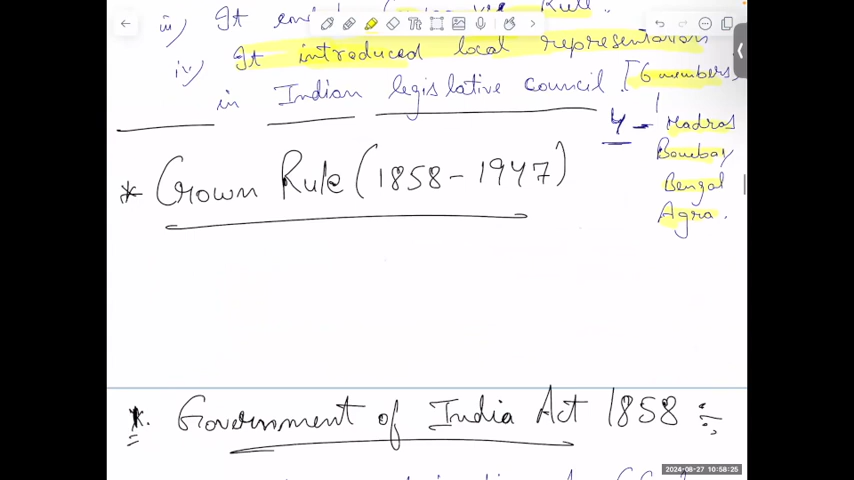 iii) It Rule.
iv) It introduced local representation
in Indian legislative council. [6 members
4 - Madras
Bombay
Bengal
Agra.
* Crown Rule (1858-1947)
*. Government of India Act 1858 :-
2024-08-27 10:58:25